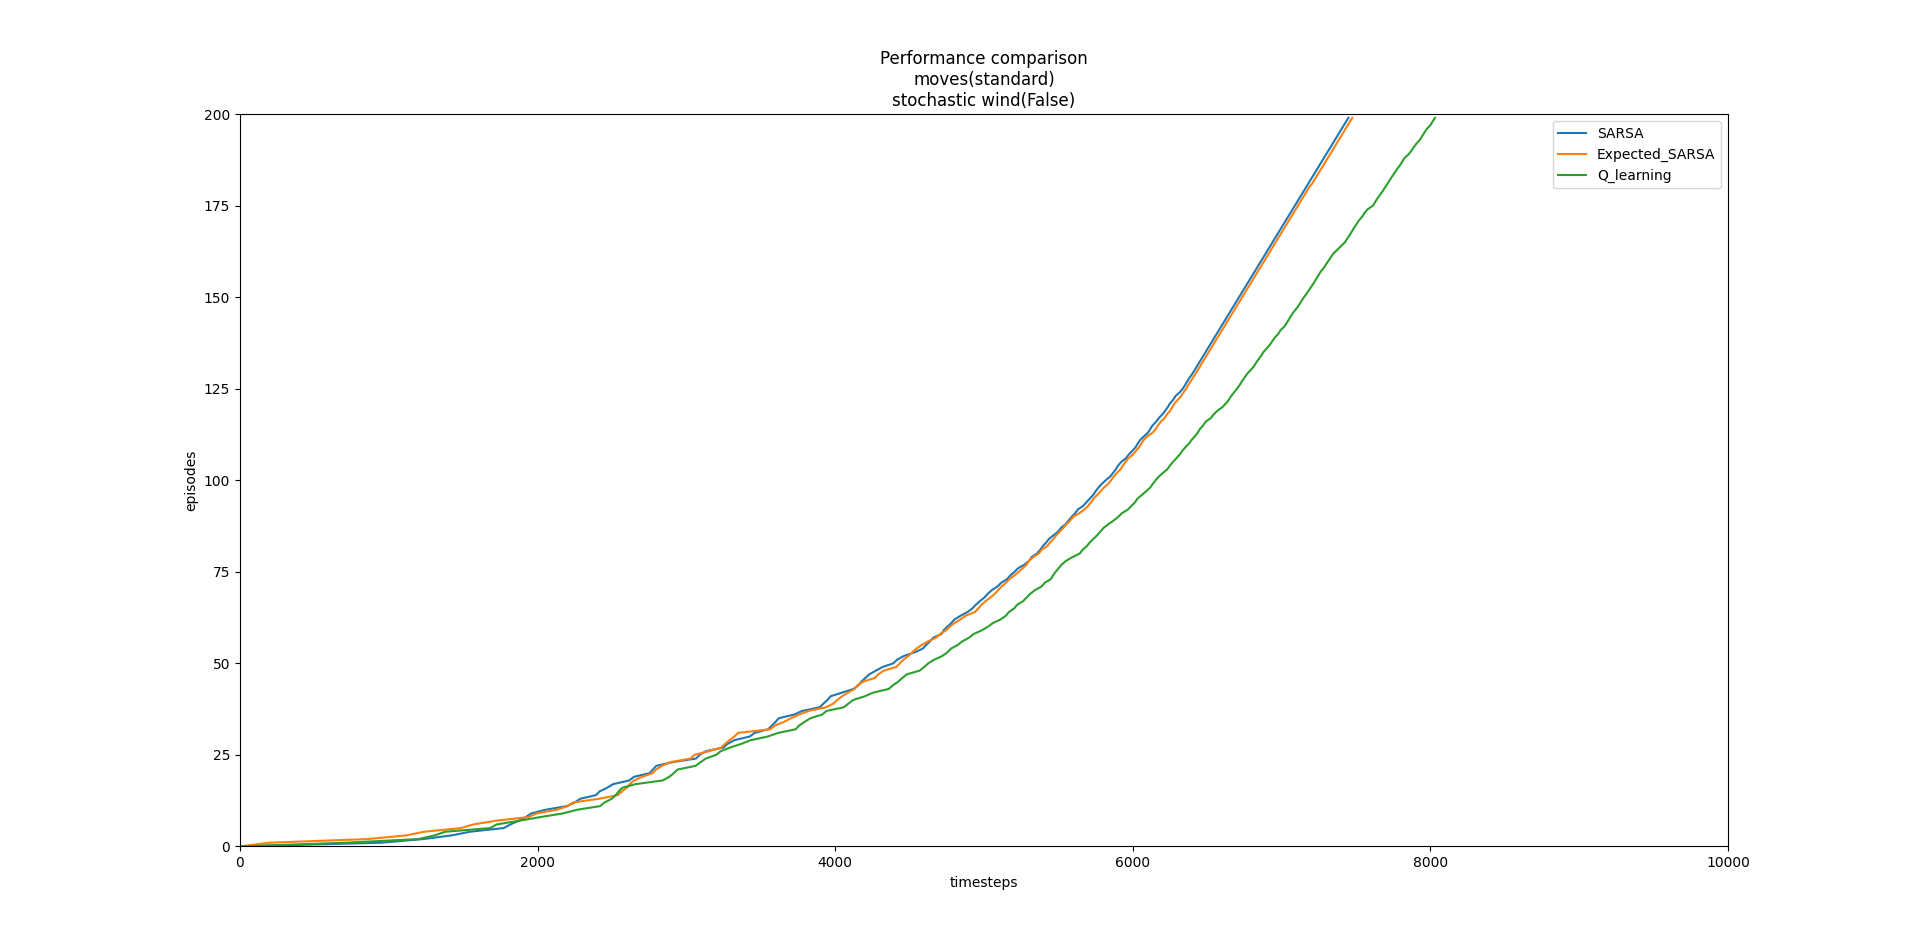 Performance comparison
moves(standard)
stochastic wind(False)
200
175
150
125
100
75
50
25
0
episodes
SARSA
Expected_SARSA
Q_learning
0 2000 4000 6000 8000 10000
timesteps